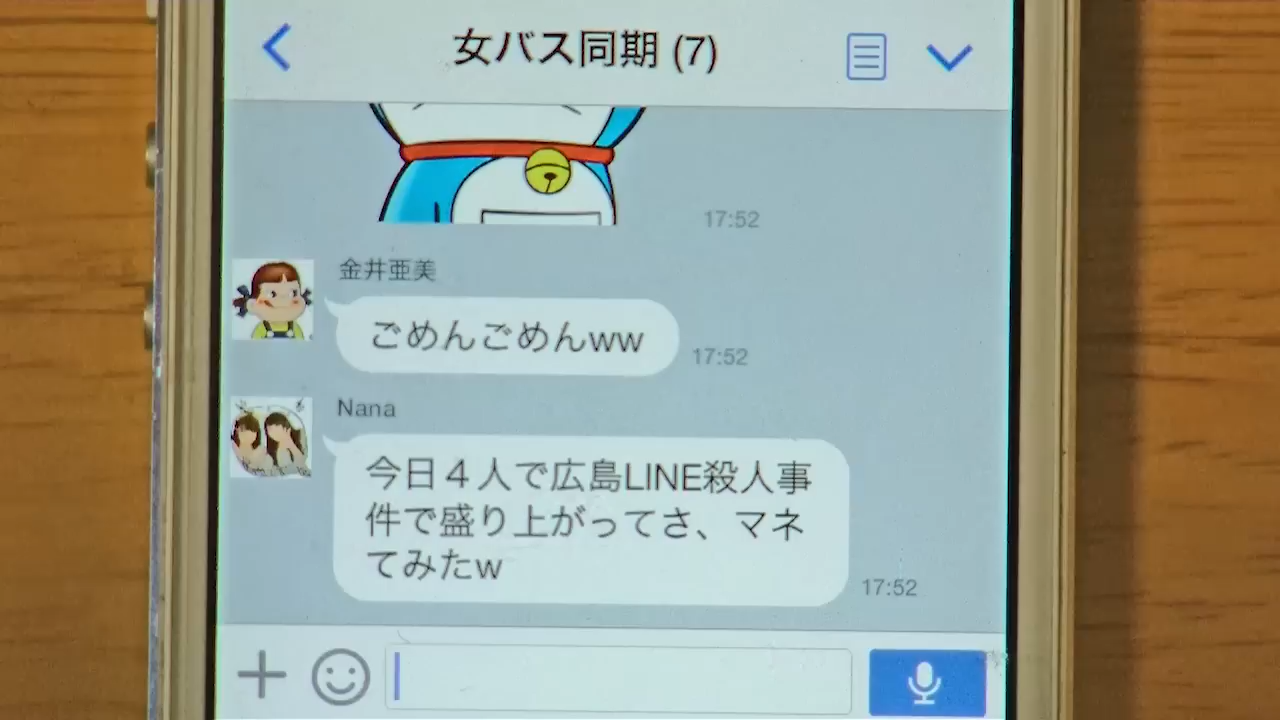 女バス同期 (7)
17:52
金井亜美
ごめんごめんww
17:52
Nana
今日４人で広島LINE殺人事
件で盛り上がってさ、マネ
てみたw
17:52